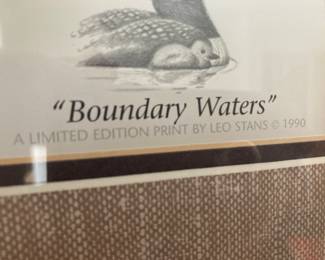 "Boundary Waters"
A LIMITED EDITION PRINT BY LEO STANS © 1990